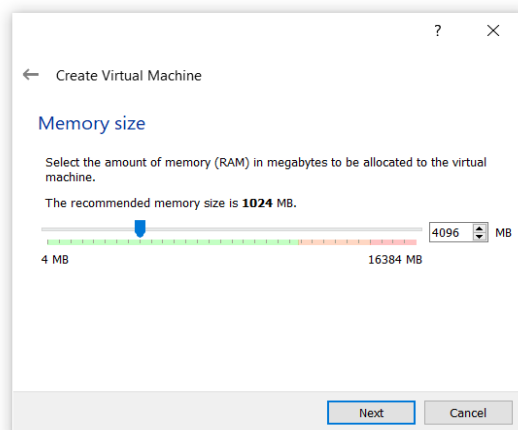 ?
Create Virtual Machine
Memory size
Select the amount of memory (RAM) in megabytes to be allocated to the virtual
machine.
The recommended memory size is 1024 MB.
4096 MB
4 MB 16384 MB
Next Cancel